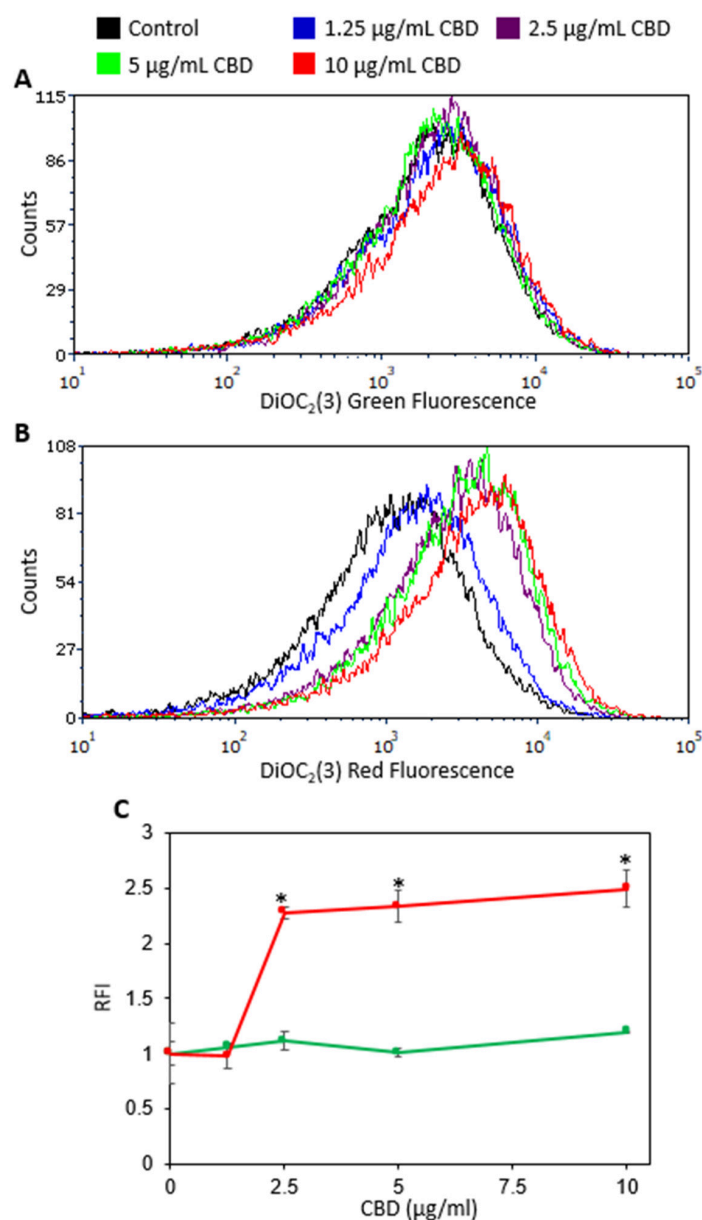 Control 1.25 µg/mL CBD 2.5 µg/mL CBD
5 µg/mL CBD 10 µg/mL CBD
A
115
86
57
29
0
Counts
10¹ 10² 10³ 10⁴ 10⁵
DiOC₂(3) Green Fluorescence
B
108
81
54
27
0
Counts
10¹ 10² 10³ 10⁴ 10⁵
DiOC₂(3) Red Fluorescence
C
3
2.5
2
1.5
1
0.5
0
RFI
* * *
0 2.5 5 7.5 10
CBD (µg/ml)